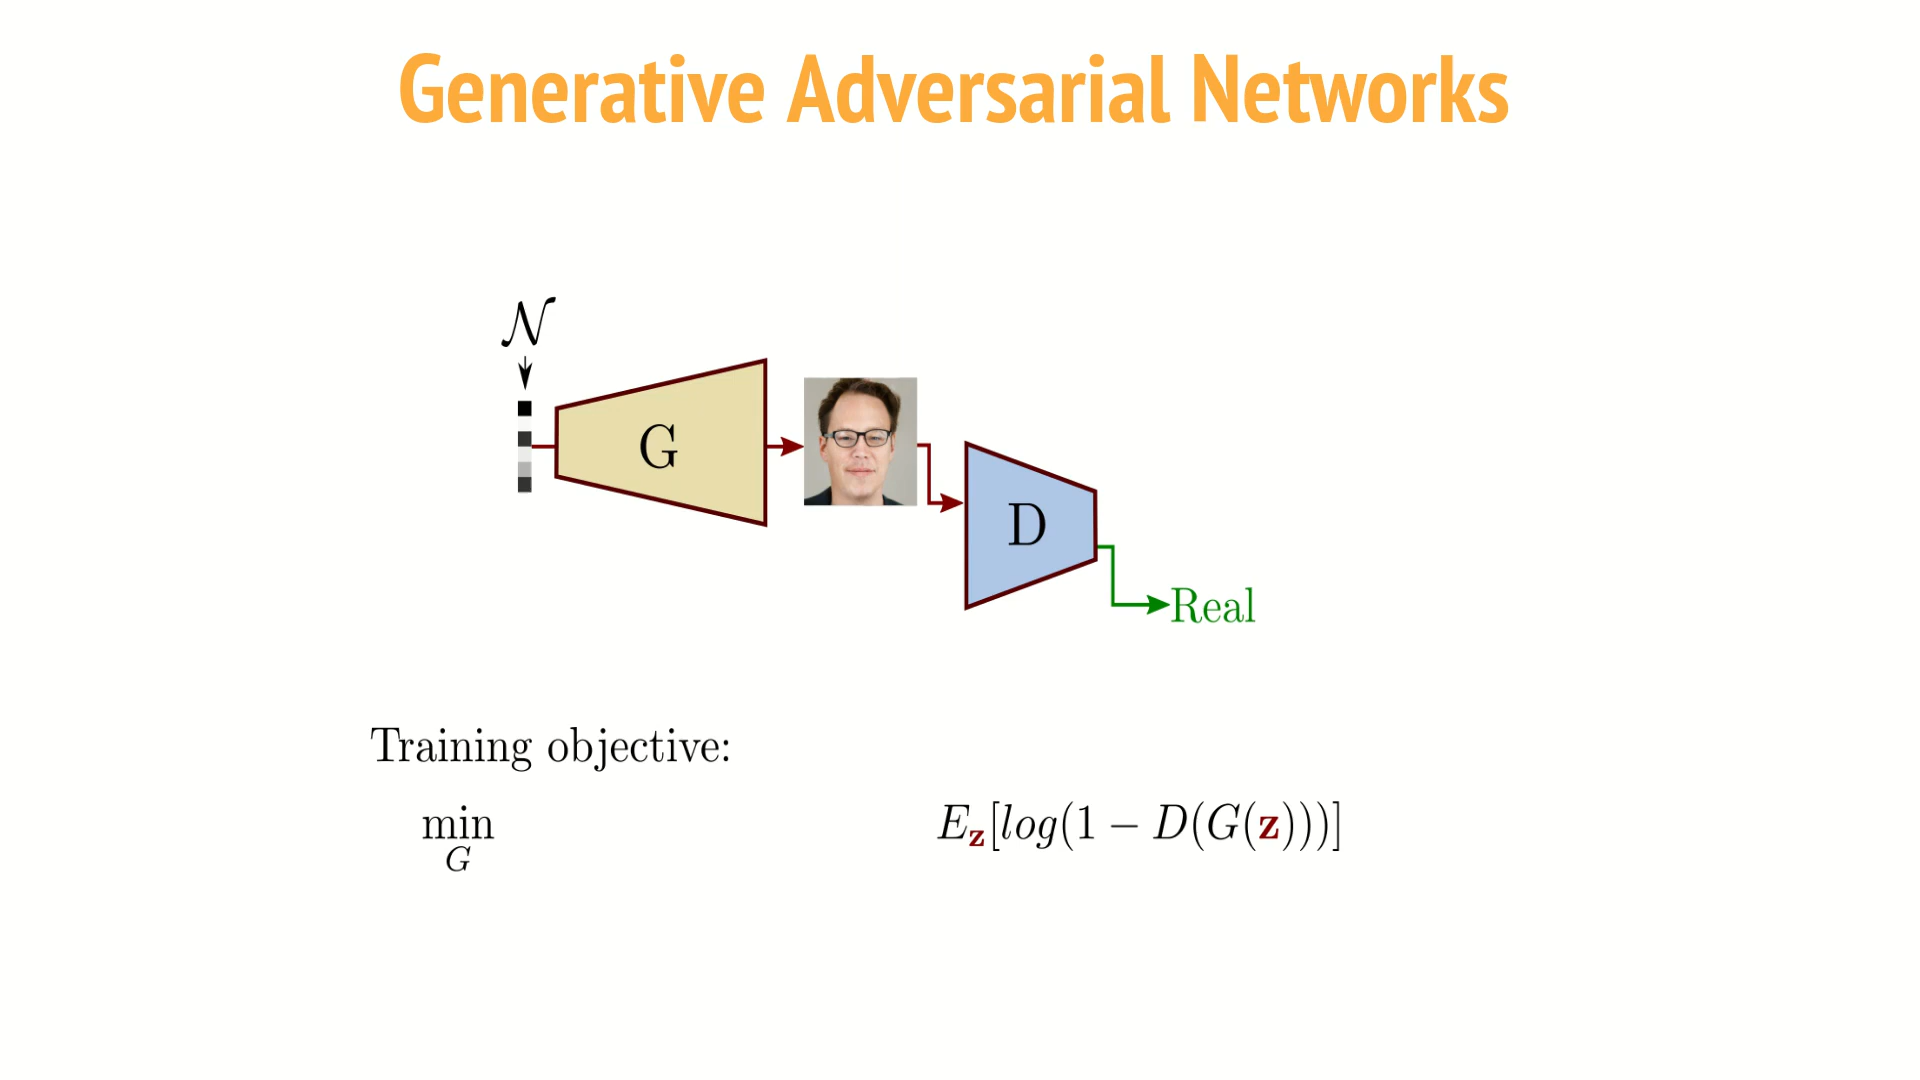 Generative Adversarial Networks
𝒩
G
D
Real
Training objective:
min E_z[log(1 − D(G(z)))]
G